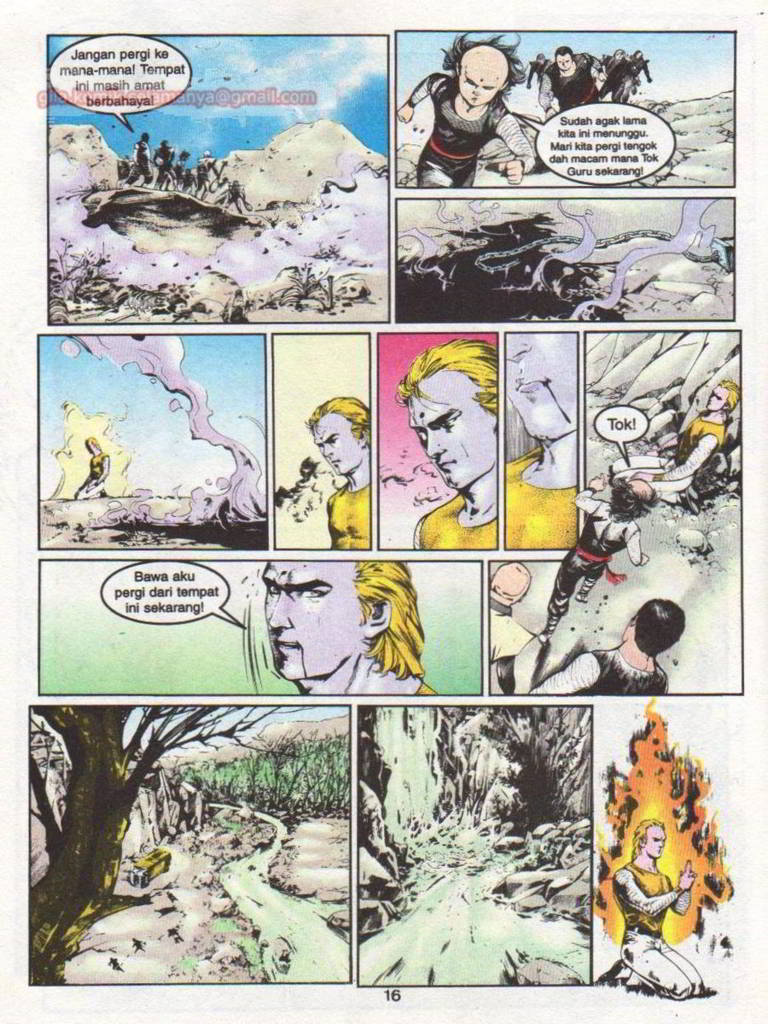 Jangan pergi ke
mana-mana! Tempat
ini masih amat
berbahaya!
Sudah agak lama
kita ini menunggu.
Mari kita pergi tengok
dah macam mana Tok
Guru sekarang!
Tok!
Bawa aku
pergi dari tempat
ini sekarang!
16